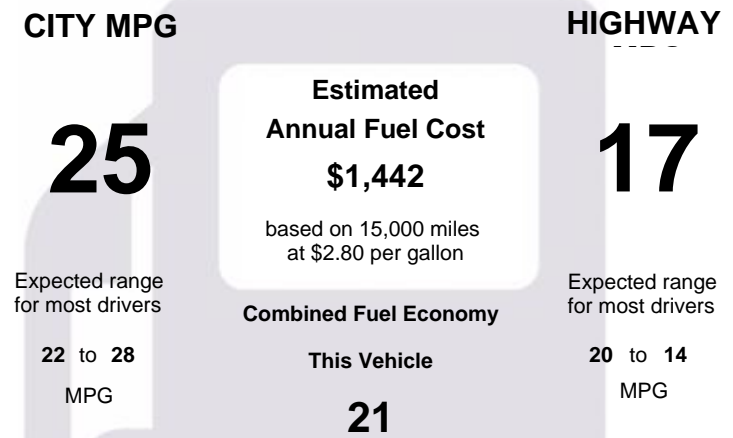 CITY MPG
25
Expected range
for most drivers
22 to 28
MPG
Estimated
Annual Fuel Cost
$1,442
based on 15,000 miles
at $2.80 per gallon
Combined Fuel Economy
This Vehicle
21
HIGHWAY
17
Expected range
for most drivers
20 to 14
MPG